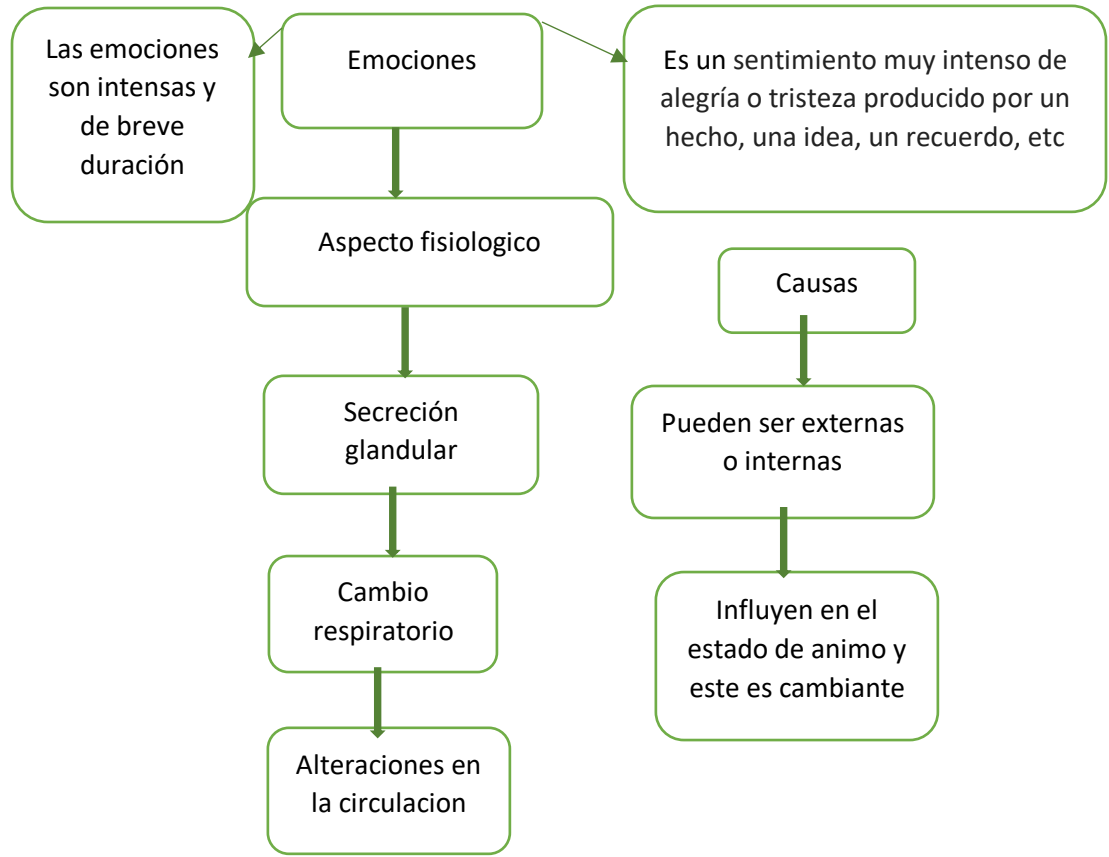 Las emociones
son intensas y
de breve
duración
Emociones
Es un sentimiento muy intenso de
alegría o tristeza producido por un
hecho, una idea, un recuerdo, etc
Aspecto fisiologico
Secreción
glandular
Cambio
respiratorio
Alteraciones en
la circulacion
Causas
Pueden ser externas
o internas
Influyen en el
estado de animo y
este es cambiante